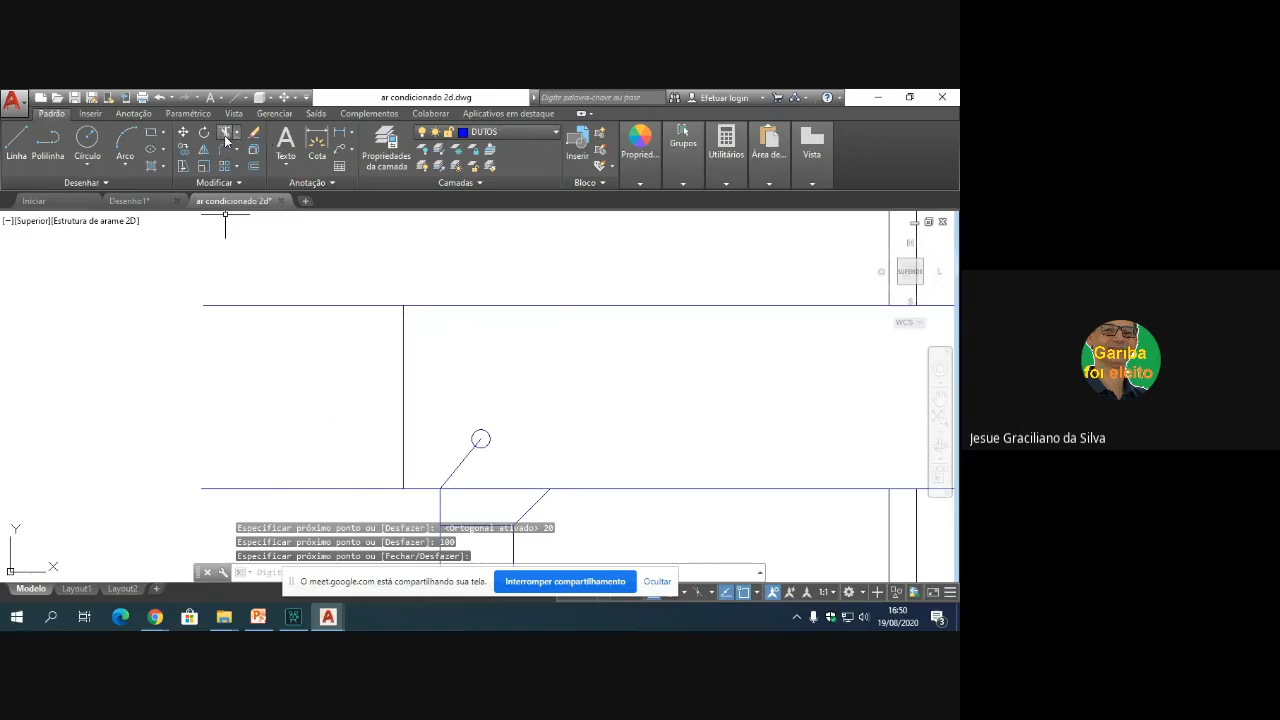 ar condicionado 2d.dwg
Digite palavra-chave ou frase
Efetuar login
Padrão Inserir Anotação Paramétrico Vista Gerenciar Saída Complementos Colaborar Aplicativos em destaque
DUTOS
Linha Polilinha Círculo Arco
Texto Cota
Propriedades da camada
Inserir
Propried...
Grupos
Utilitários
Área de...
Vista
Desenhar Modificar Anotação Camadas Bloco
Iniciar Desenho1* ar condicionado 2d*
[−][Superior][Estrutura de arame 2D]
N
O SUPERIOR L
S
WCS
Especificar próximo ponto ou [Desfazer]: <Ortogonal ativado> 20
Especificar próximo ponto ou [Desfazer]: 100
Especificar próximo ponto ou [Fechar/Desfazer]:
Y
X
O meet.google.com está compartilhando sua tela.
Interromper compartilhamento
Ocultar
Modelo Layout1 Layout2
1:1
16:50
19/08/2020
3
Gariba
foi eleito
Jesue Graciliano da Silva